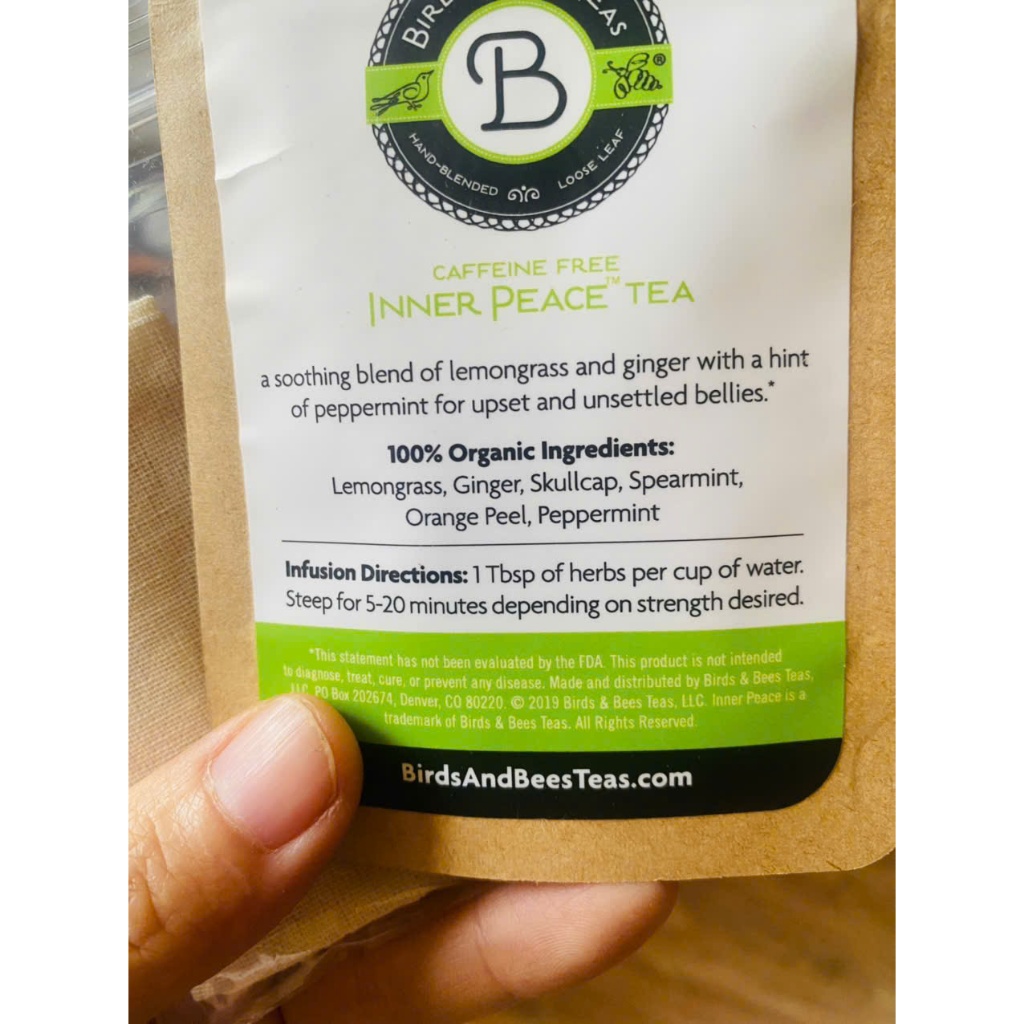 BIRDS & BEES TEAS
B
®
HAND-BLENDED LOOSE LEAF
CAFFEINE FREE
INNER PEACE™ TEA
a soothing blend of lemongrass and ginger with a hint
of peppermint for upset and unsettled bellies.*
100% Organic Ingredients:
Lemongrass, Ginger, Skullcap, Spearmint,
Orange Peel, Peppermint
Infusion Directions: 1 Tbsp of herbs per cup of water.
Steep for 5-20 minutes depending on strength desired.
*This statement has not been evaluated by the FDA. This product is not intended
to diagnose, treat, cure, or prevent any disease. Made and distributed by Birds & Bees Teas,
LLC. PO Box 202674, Denver, CO 80220. © 2019 Birds & Bees Teas, LLC. Inner Peace is a
trademark of Birds & Bees Teas. All Rights Reserved.
BirdsAndBeesTeas.com